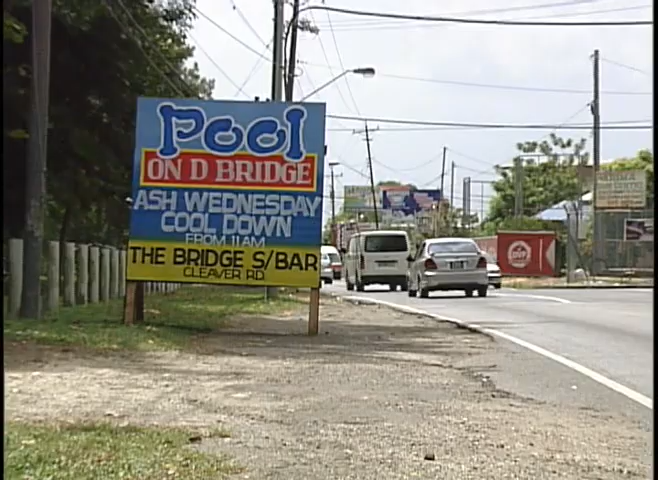 Pool
ON D BRIDGE
ASH WEDNESDAY
COOL DOWN
FROM 11AM
THE BRIDGE S/BAR
CLEAVER RD